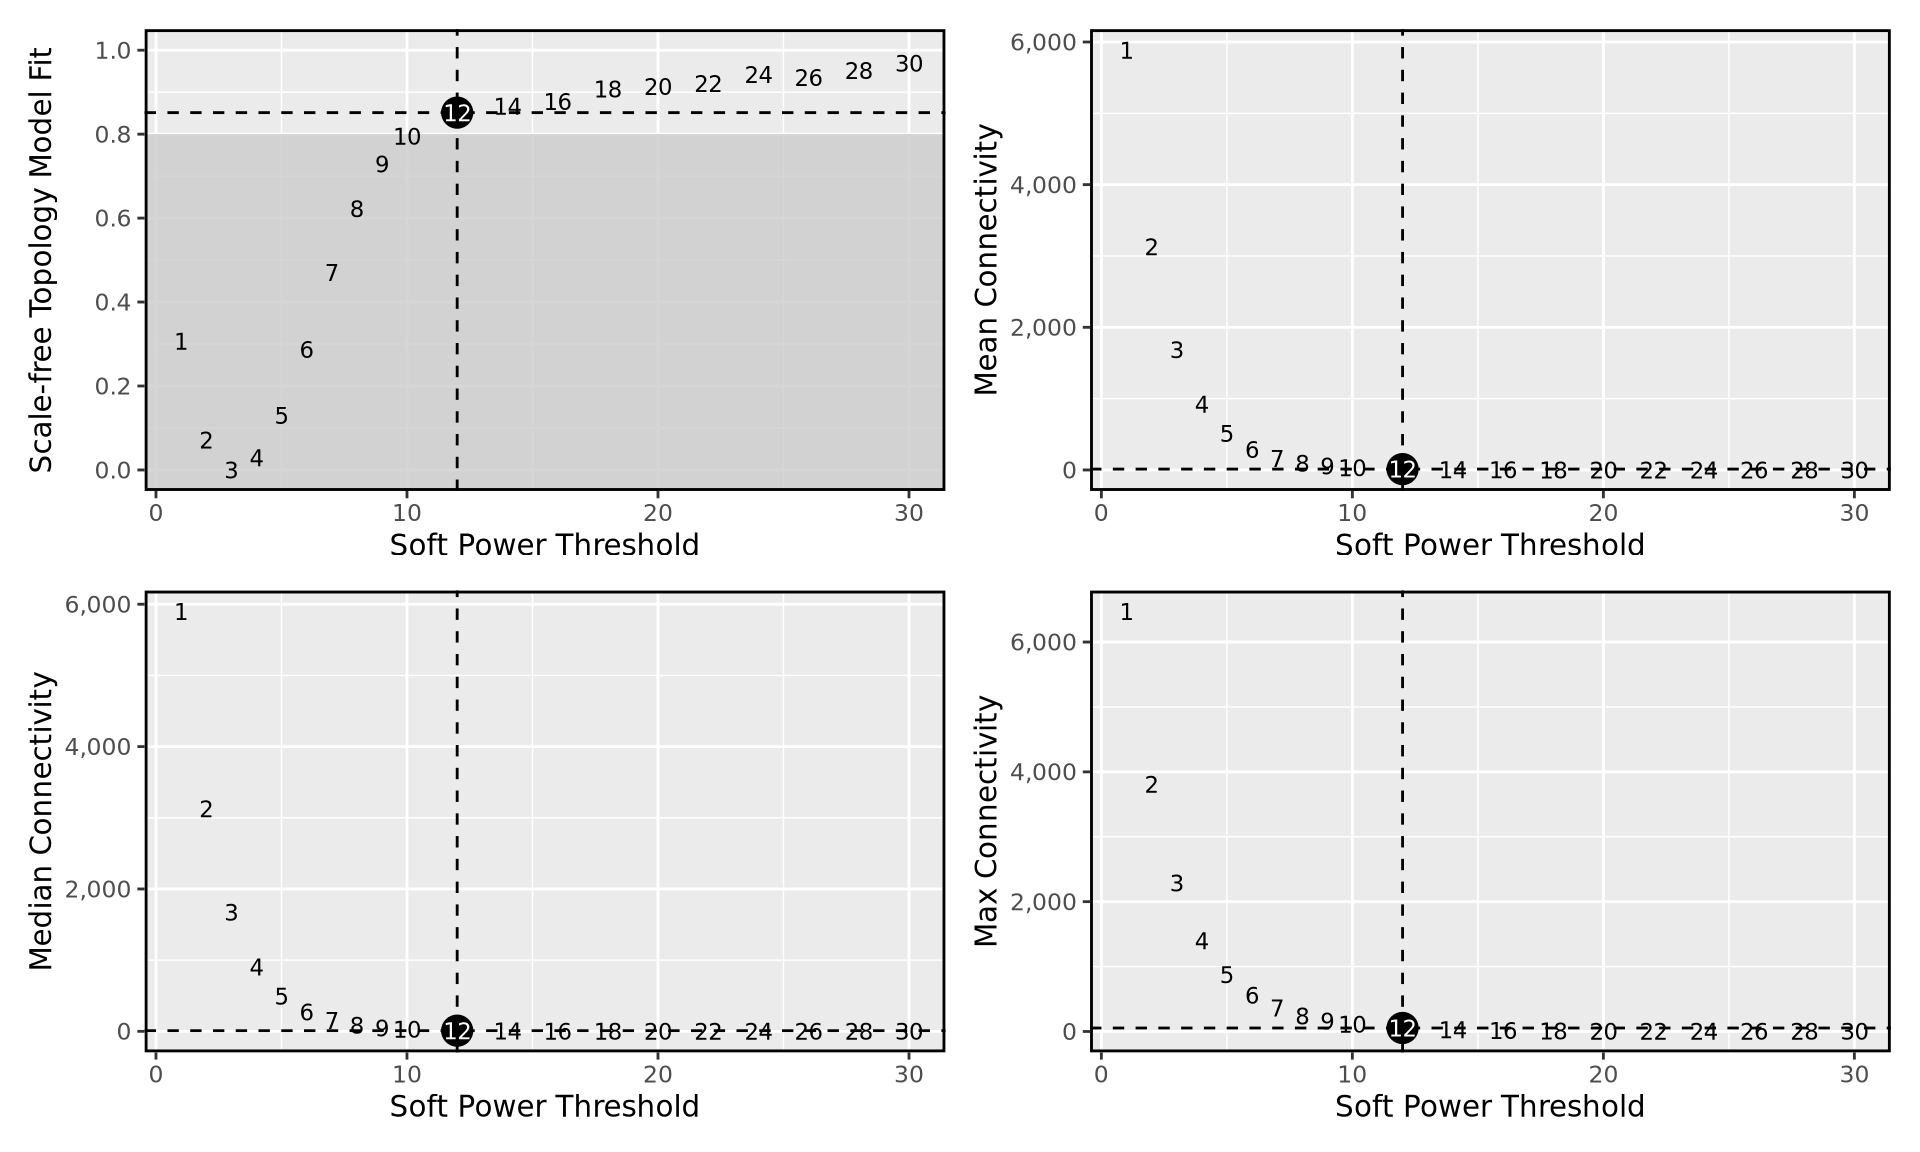 Scale-free Topology Model Fit
1.0
0.8
0.6
0.4
0.2
0.0
1 2 3 4 5 6 7 8 9 10 12 14 16 18 20 22 24 26 28 30
0 10 20 30
Soft Power Threshold
Mean Connectivity
6,000
4,000
2,000
0
1 2 3 4 5 6 7 8 9 10 12 14 16 18 20 22 24 26 28 30
0 10 20 30
Soft Power Threshold
Median Connectivity
6,000
4,000
2,000
0
1 2 3 4 5 6 7 8 9 10 12 14 16 18 20 22 24 26 28 30
0 10 20 30
Soft Power Threshold
Max Connectivity
6,000
4,000
2,000
0
1 2 3 4 5 6 7 8 9 10 12 14 16 18 20 22 24 26 28 30
0 10 20 30
Soft Power Threshold